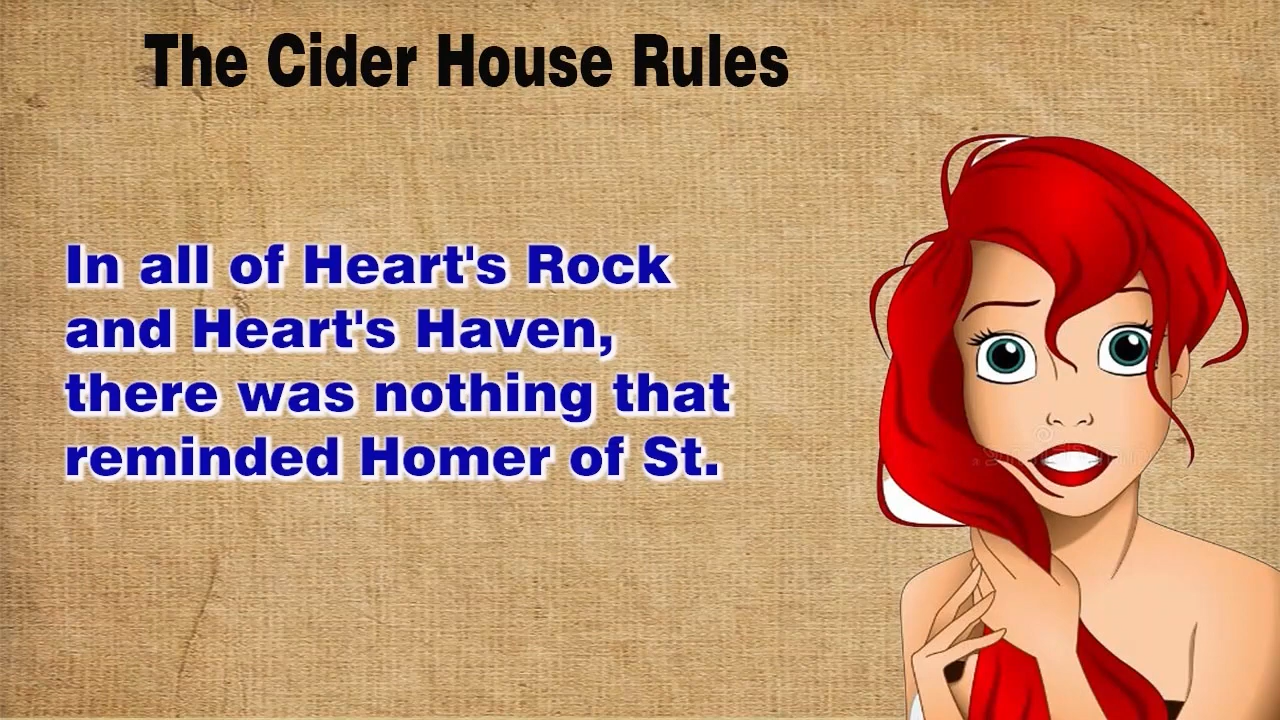 The Cider House Rules
In all of Heart's Rock
and Heart's Haven,
there was nothing that
reminded Homer of St.